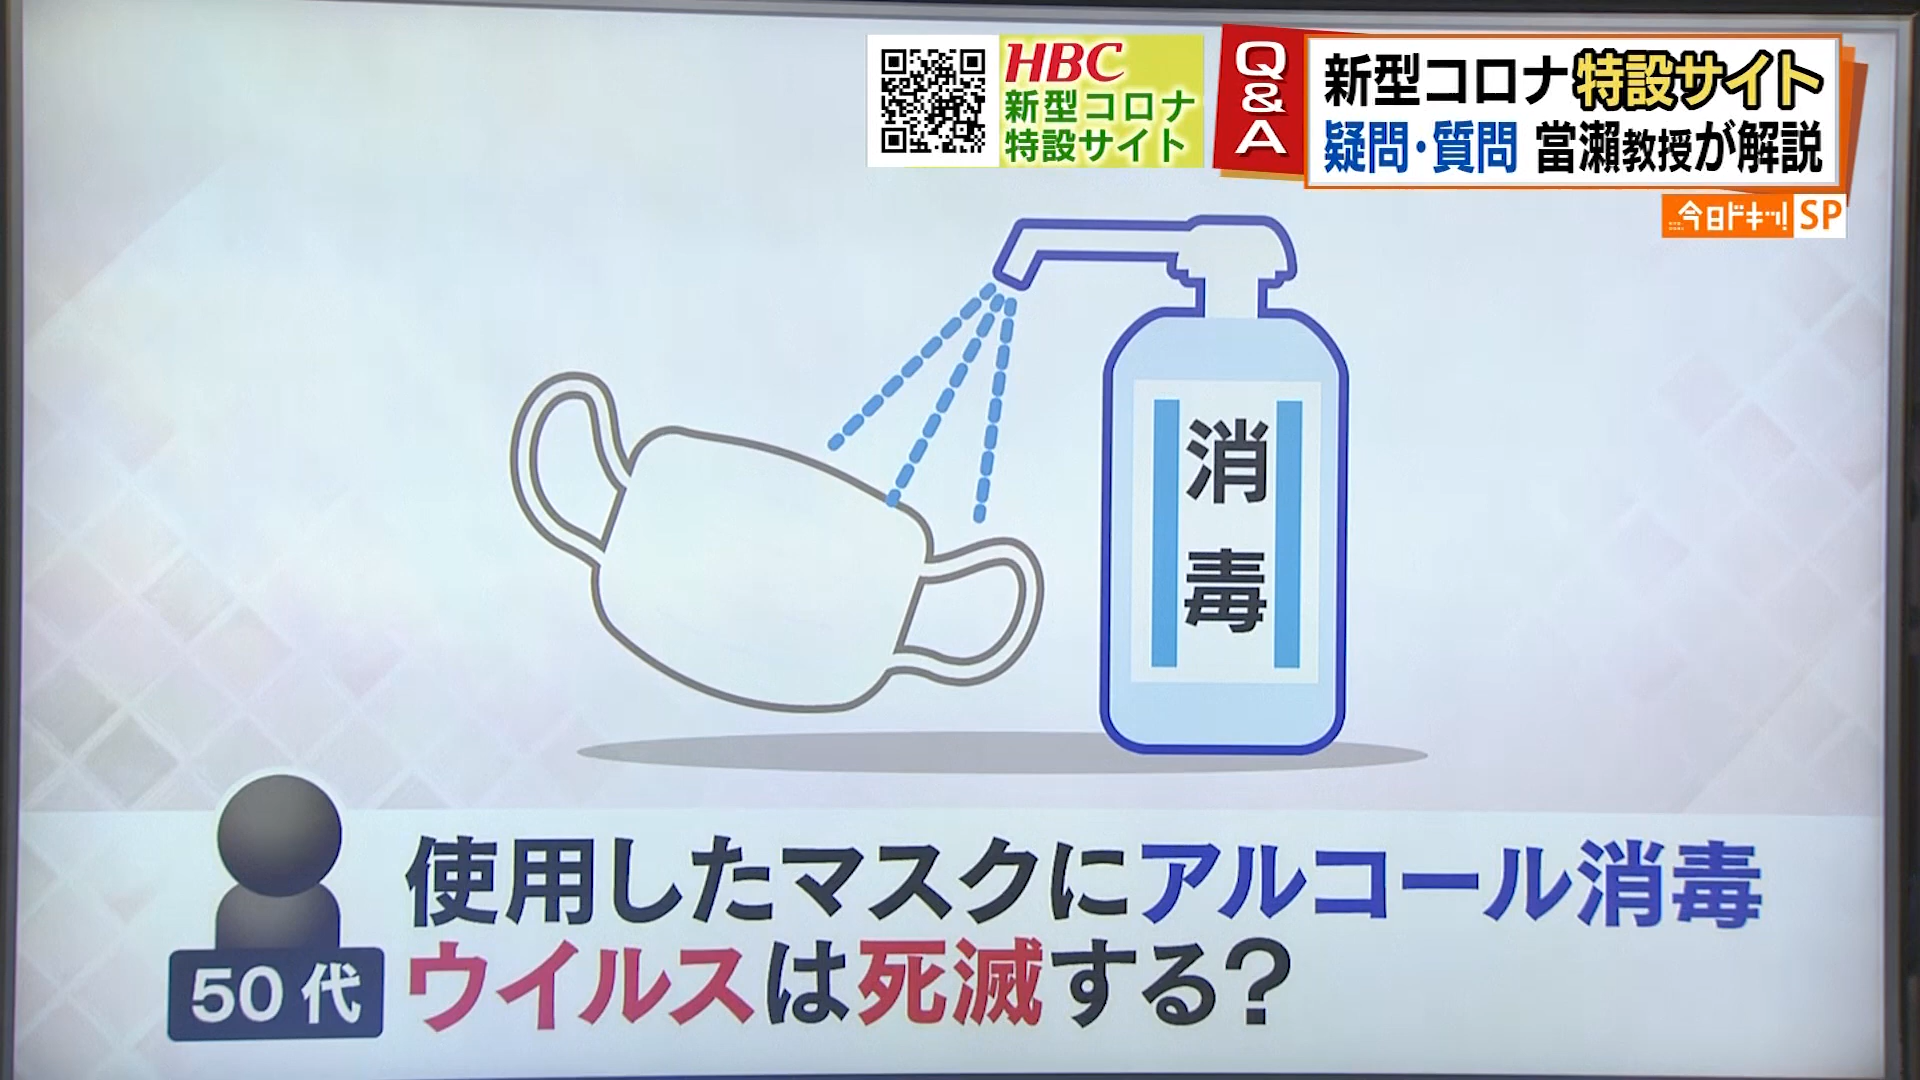 HBC
新型コロナ
特設サイト
Q&A
新型コロナ特設サイト
疑問・質問 當瀬教授が解説
今日ドキッ!SP
消毒
使用したマスクにアルコール消毒
ウイルスは死滅する?
50代